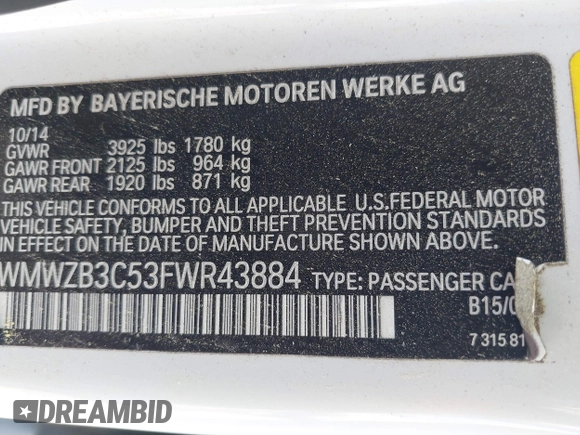 MFD BY BAYERISCHE MOTOREN WERKE AG
10/14
GVWR 3925 lbs 1780 kg
GAWR FRONT 2125 lbs 964 kg
GAWR REAR 1920 lbs 871 kg
THIS VEHICLE CONFORMS TO ALL APPLICABLE U.S.FEDERAL MOTOR
VEHICLE SAFETY, BUMPER AND THEFT PREVENTION STANDARDS
IN EFFECT ON THE DATE OF MANUFACTURE SHOWN ABOVE.
WMWZB3C53FWR43884 TYPE: PASSENGER CA
B15/0
7 315 81
DREAMBID